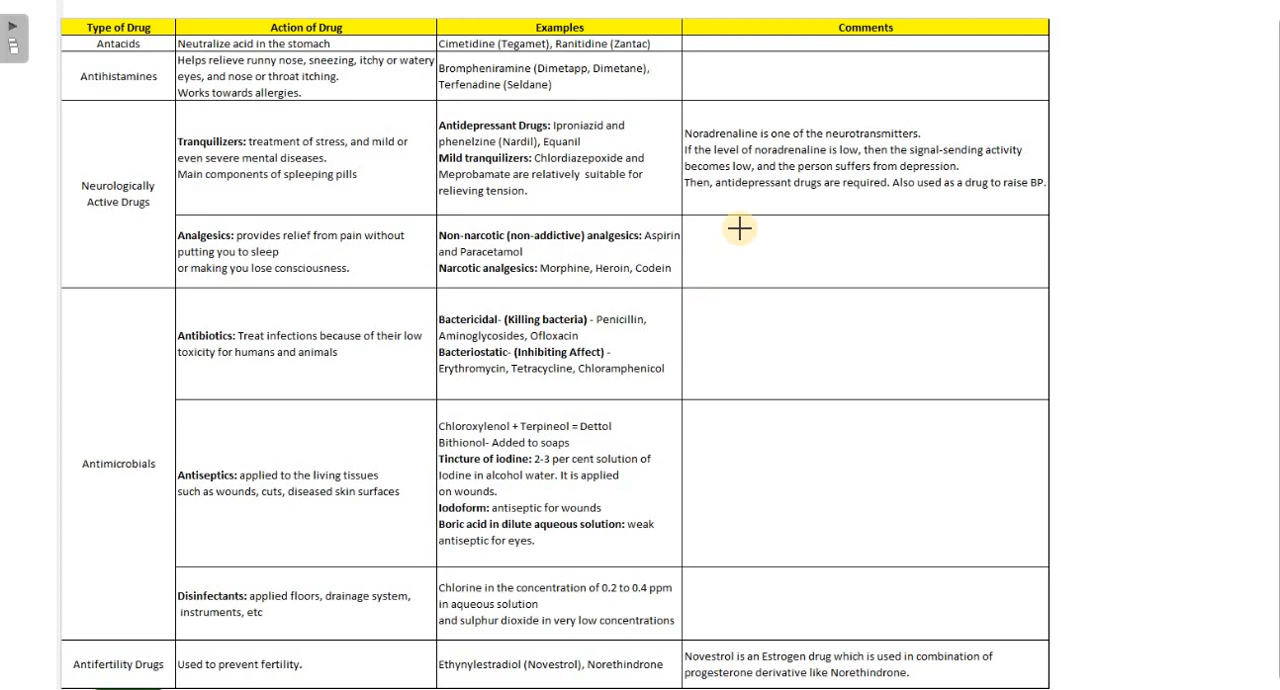 Type of Drug
Action of Drug
Examples
Comments
Antacids
Neutralize acid in the stomach
Cimetidine (Tegamet), Ranitidine (Zantac)
Antihistamines
Helps relieve runny nose, sneezing, itchy or watery
eyes, and nose or throat itching.
Works towards allergies.
Brompheniramine (Dimetapp, Dimetane),
Terfenadine (Seldane)
Neurologically
Active Drugs
Tranquilizers: treatment of stress, and mild or
even severe mental diseases.
Main components of spleeping pills
Antidepressant Drugs: Iproniazid and
phenelzine (Nardil), Equanil
Mild tranquilizers: Chlordiazepoxide and
Meprobamate are relatively suitable for
relieving tension.
Noradrenaline is one of the neurotransmitters.
If the level of noradrenaline is low, then the signal-sending activity
becomes low, and the person suffers from depression.
Then, antidepressant drugs are required. Also used as a drug to raise BP.
Analgesics: provides relief from pain without
putting you to sleep
or making you lose consciousness.
Non-narcotic (non-addictive) analgesics: Aspirin
and Paracetamol
Narcotic analgesics: Morphine, Heroin, Codein
Antimicrobials
Antibiotics: Treat infections because of their low
toxicity for humans and animals
Bactericidal- (Killing bacteria) - Penicillin,
Aminoglycosides, Ofloxacin
Bacteriostatic- (Inhibiting Affect) -
Erythromycin, Tetracycline, Chloramphenicol
Antiseptics: applied to the living tissues
such as wounds, cuts, diseased skin surfaces
Chloroxylenol + Terpineol = Dettol
Bithionol- Added to soaps
Tincture of iodine: 2-3 per cent solution of
Iodine in alcohol water. It is applied
on wounds.
Iodoform: antiseptic for wounds
Boric acid in dilute aqueous solution: weak
antiseptic for eyes.
Disinfectants: applied floors, drainage system,
instruments, etc
Chlorine in the concentration of 0.2 to 0.4 ppm
in aqueous solution
and sulphur dioxide in very low concentrations
Antifertility Drugs
Used to prevent fertility.
Ethynylestradiol (Novestrol), Norethindrone
Novestrol is an Estrogen drug which is used in combination of
progesterone derivative like Norethindrone.